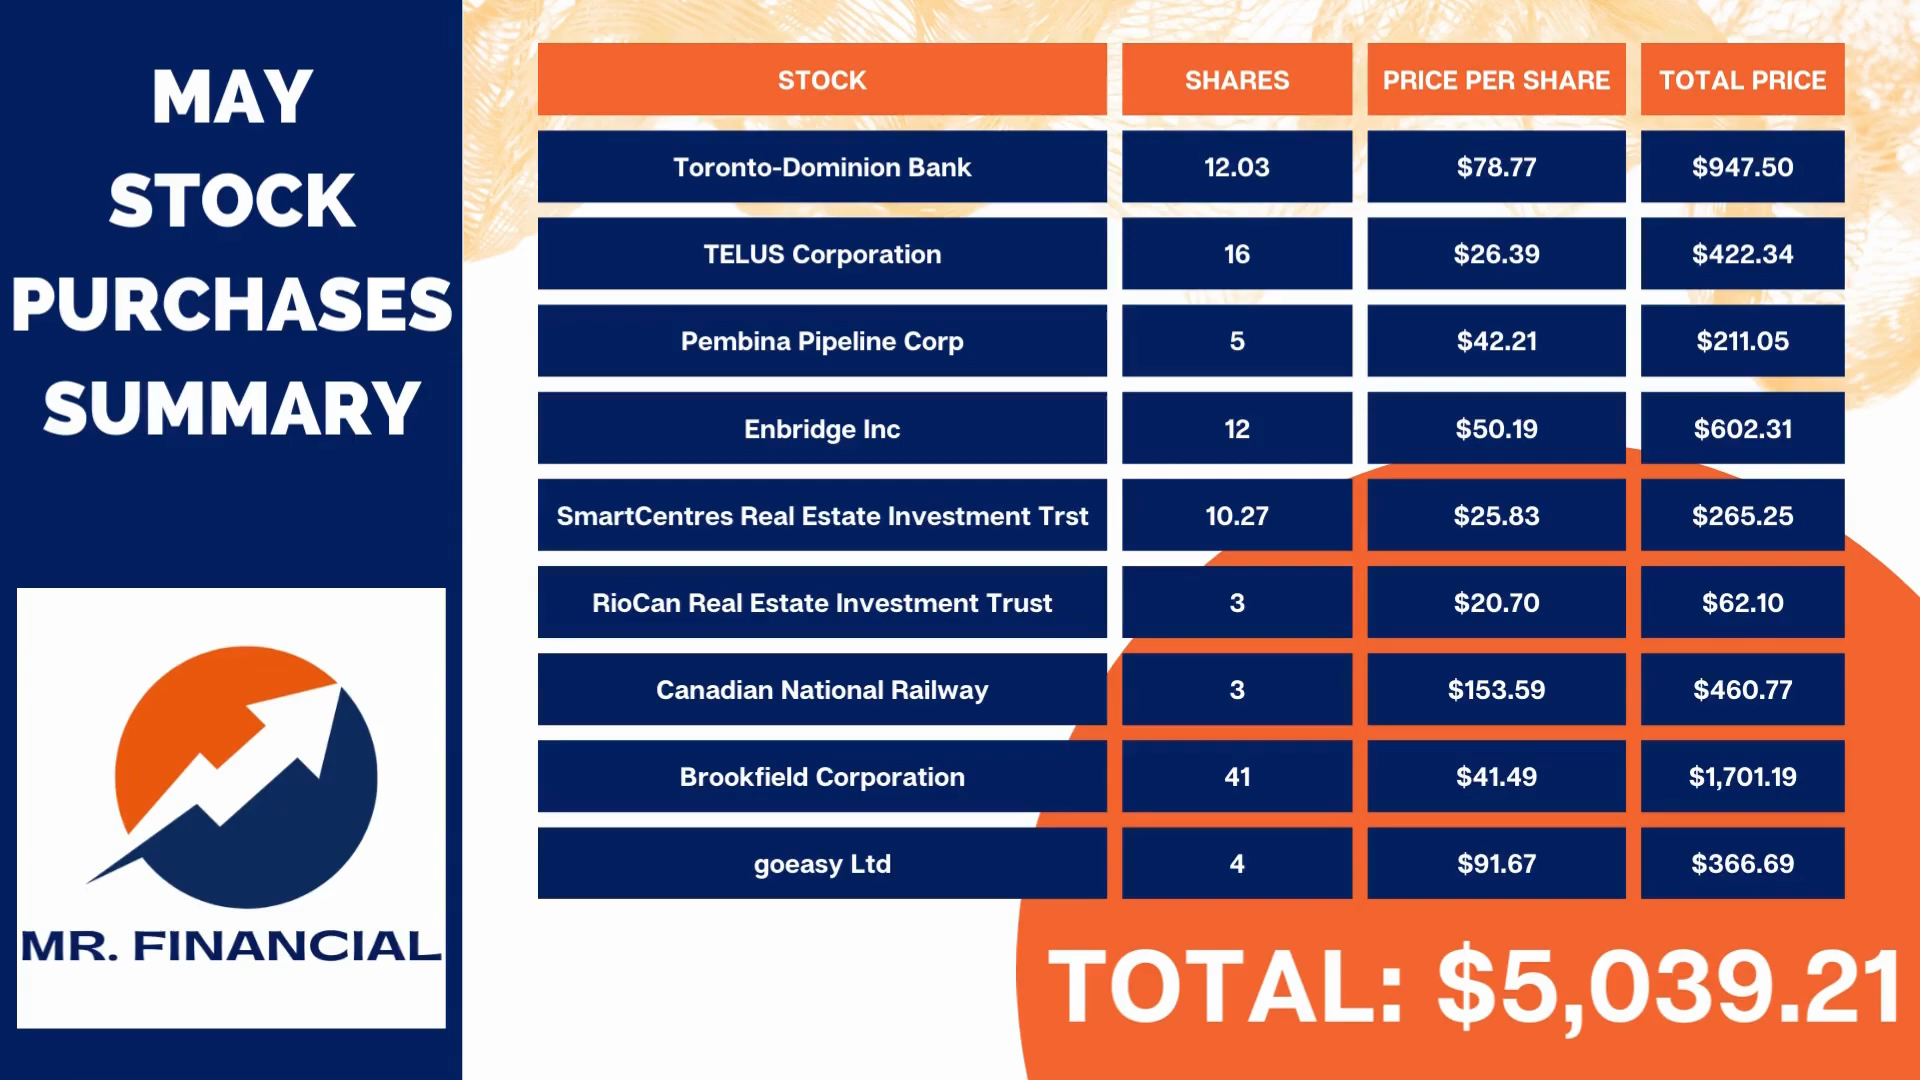 MAY
STOCK
PURCHASES
SUMMARY
MR. FINANCIAL
STOCK SHARES PRICE PER SHARE TOTAL PRICE
Toronto-Dominion Bank 12.03 $78.77 $947.50
TELUS Corporation 16 $26.39 $422.34
Pembina Pipeline Corp 5 $42.21 $211.05
Enbridge Inc 12 $50.19 $602.31
SmartCentres Real Estate Investment Trst 10.27 $25.83 $265.25
RioCan Real Estate Investment Trust 3 $20.70 $62.10
Canadian National Railway 3 $153.59 $460.77
Brookfield Corporation 41 $41.49 $1,701.19
goeasy Ltd 4 $91.67 $366.69
TOTAL: $5,039.21